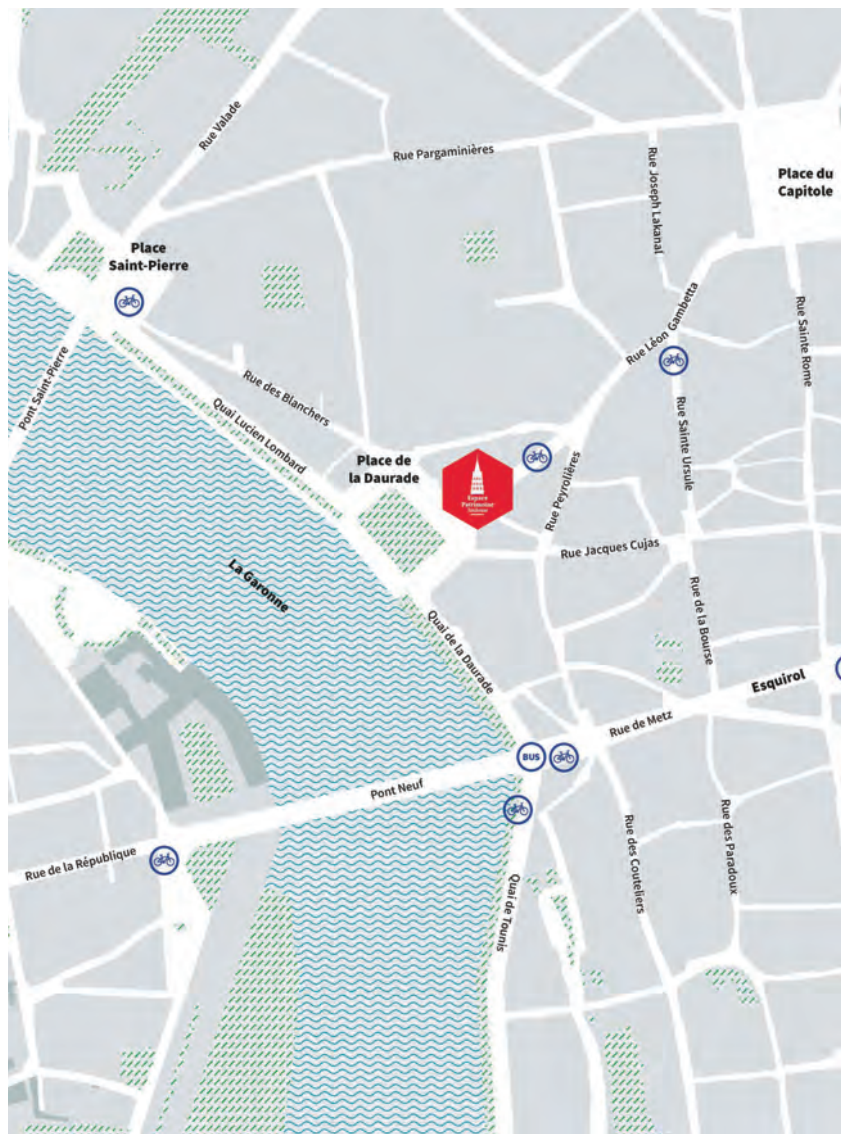 Rue Valade
Rue Pargaminières
Rue Joseph Lakanal
Place du
Capitole
Place
Saint-Pierre
Rue Léon Gambetta
Rue Sainte Rome
Pont Saint-Pierre
Rue des Blanchers
Quai Lucien Lombard
Rue Sainte Ursule
Place de
la Daurade
Espace
Patrimoine
Rue Peyrolières
Rue Jacques Cujas
La Garonne
Quai de la Daurade
Rue de la Bourse
Esquirol
Rue de Metz
BUS
Pont Neuf
Rue de la République
Rue des Couteliers
Rue des Paradoux
Quai de Tounis